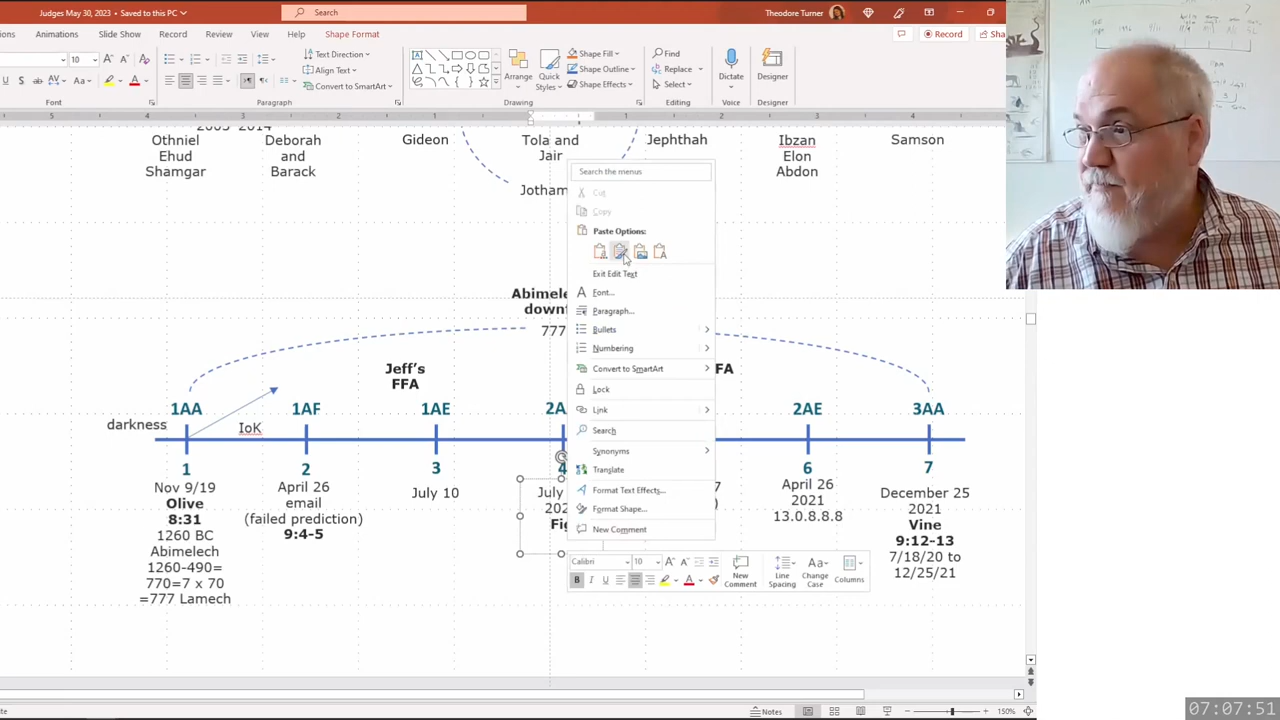 Judges May 30, 2023 • Saved to this PC
Search
Theodore Turner
Animations Slide Show Record Review View Help Shape Format
Record
10
Text Direction
Align Text
Convert to SmartArt
Arrange
Quick Styles
Shape Fill
Shape Outline
Shape Effects
Find
Replace
Select
Dictate
Designer
Font Paragraph Drawing Editing Voice Designer
2003-2014
Othniel
Ehud
Shamgar
Deborah
and
Barack
Gideon
Tola and
Jair
Jotham
Jephthah
Ibzan
Elon
Abdon
Samson
Search the menus
Cut
Copy
Paste Options:
Exit Edit Text
Font...
Paragraph...
Bullets
Numbering
Convert to SmartArt
Lock
Link
Search
Synonyms
Translate
Format Text Effects...
Format Shape...
New Comment
777
Jeff's
FFA
FA
darkness
IoK
1AA 1AF 1AE 2AE 3AA
1 2 3 4 6 7
Nov 9/19
Olive
8:31
1260 BC
Abimelech
1260-490=
770=7 x 70
=777 Lamech
April 26
email
(failed prediction)
9:4-5
July 10
July
April 26
2021
13.0.8.8.8
December 25
2021
Vine
9:12-13
7/18/20 to
12/25/21
Calibri 10
New Comment
Line Spacing
Change Case
Columns
Notes
150%
07:07:51